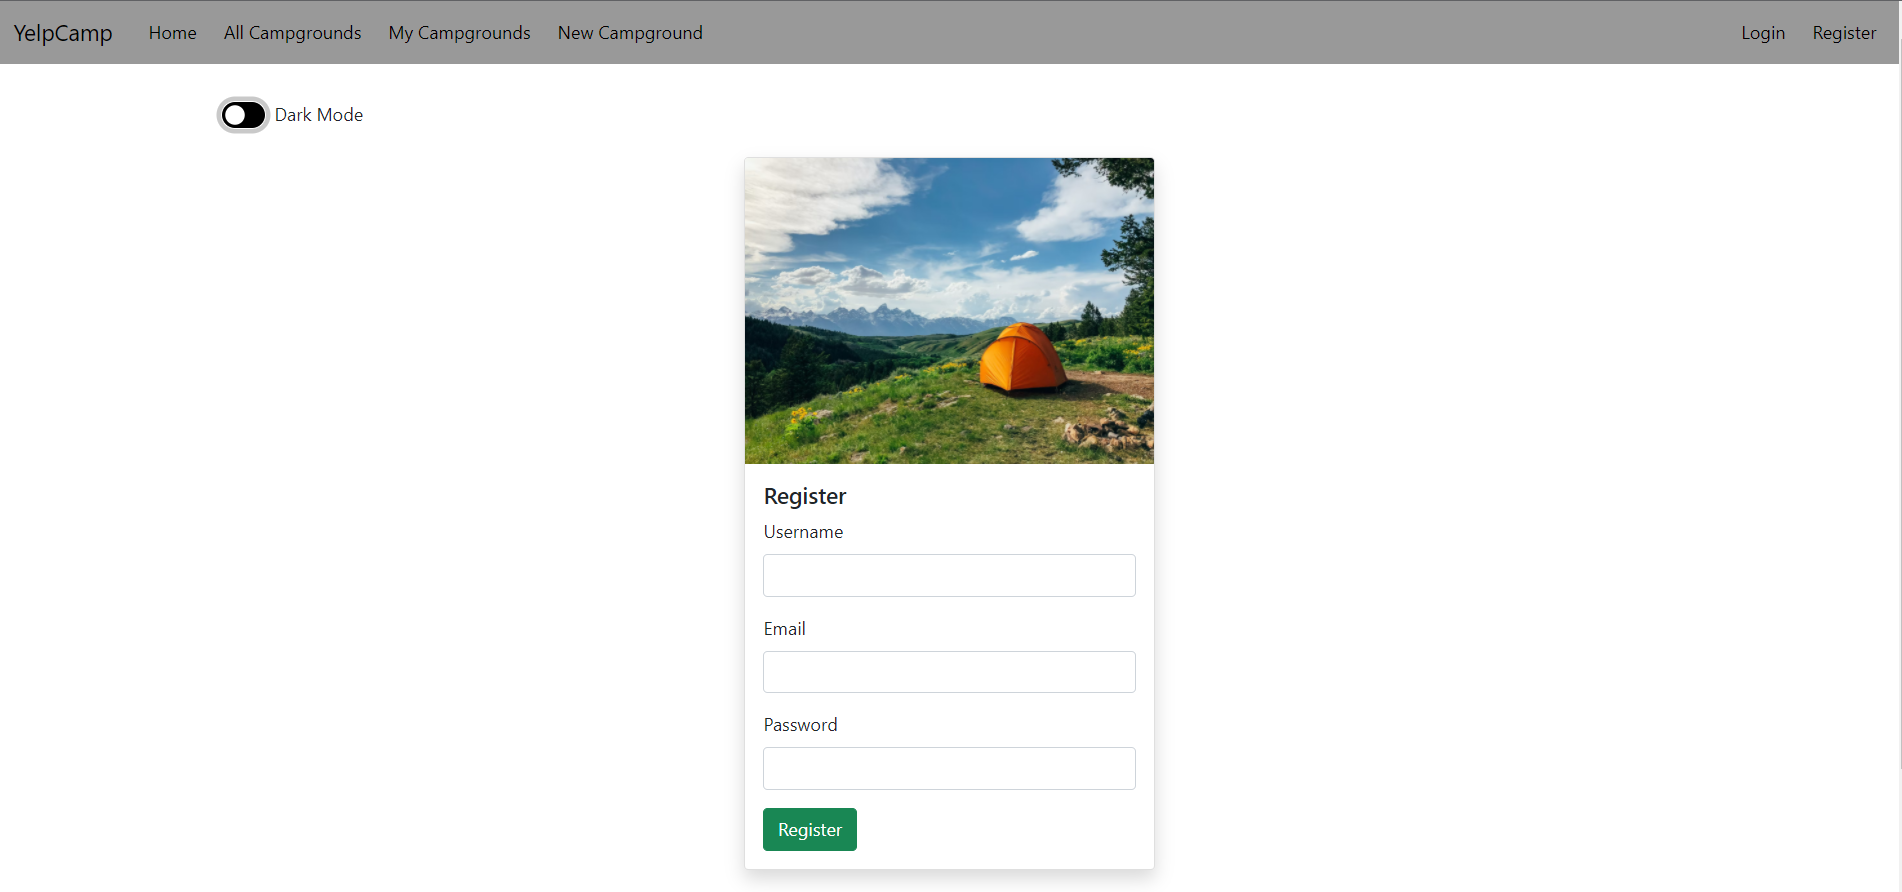 YelpCamp Home All Campgrounds My Campgrounds New Campground Login Register
Dark Mode
Register
Username
Email
Password
Register